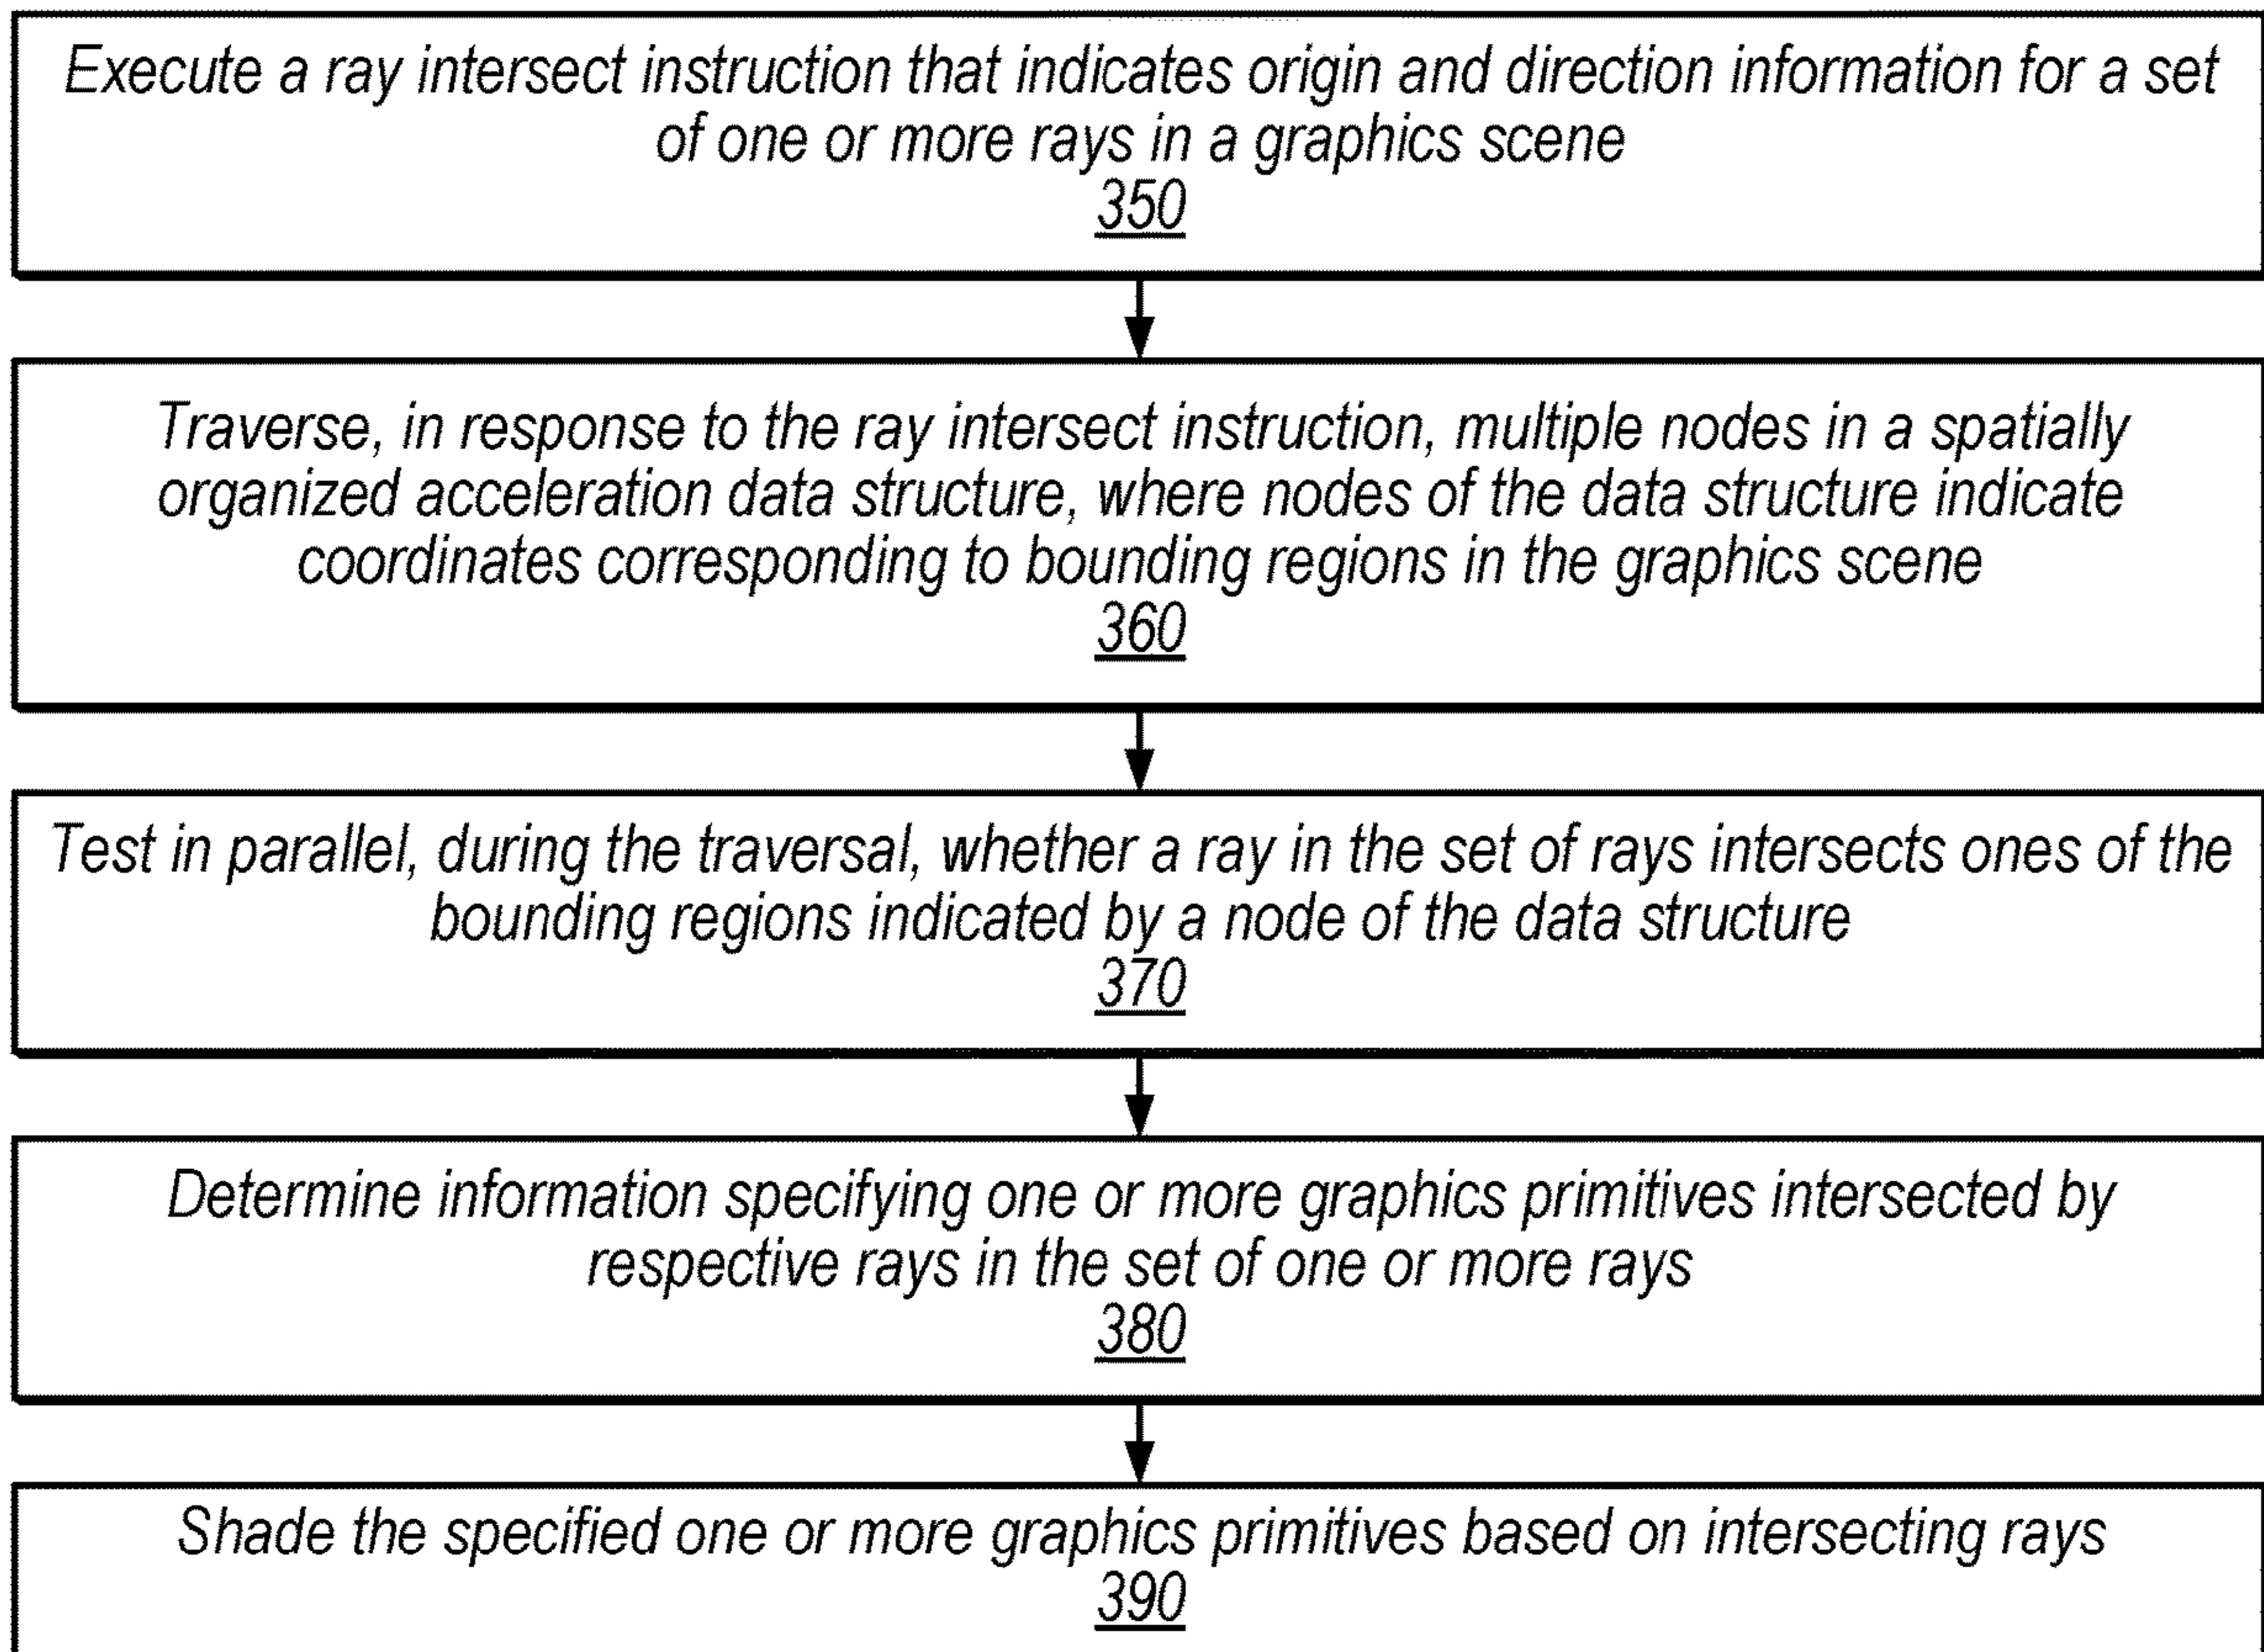 Execute a ray intersect instruction that indicates origin and direction information for a set
of one or more rays in a graphics scene
350
Traverse, in response to the ray intersect instruction, multiple nodes in a spatially
organized acceleration data structure, where nodes of the data structure indicate
coordinates corresponding to bounding regions in the graphics scene
360
Test in parallel, during the traversal, whether a ray in the set of rays intersects ones of the
bounding regions indicated by a node of the data structure
370
Determine information specifying one or more graphics primitives intersected by
respective rays in the set of one or more rays
380
Shade the specified one or more graphics primitives based on intersecting rays
390